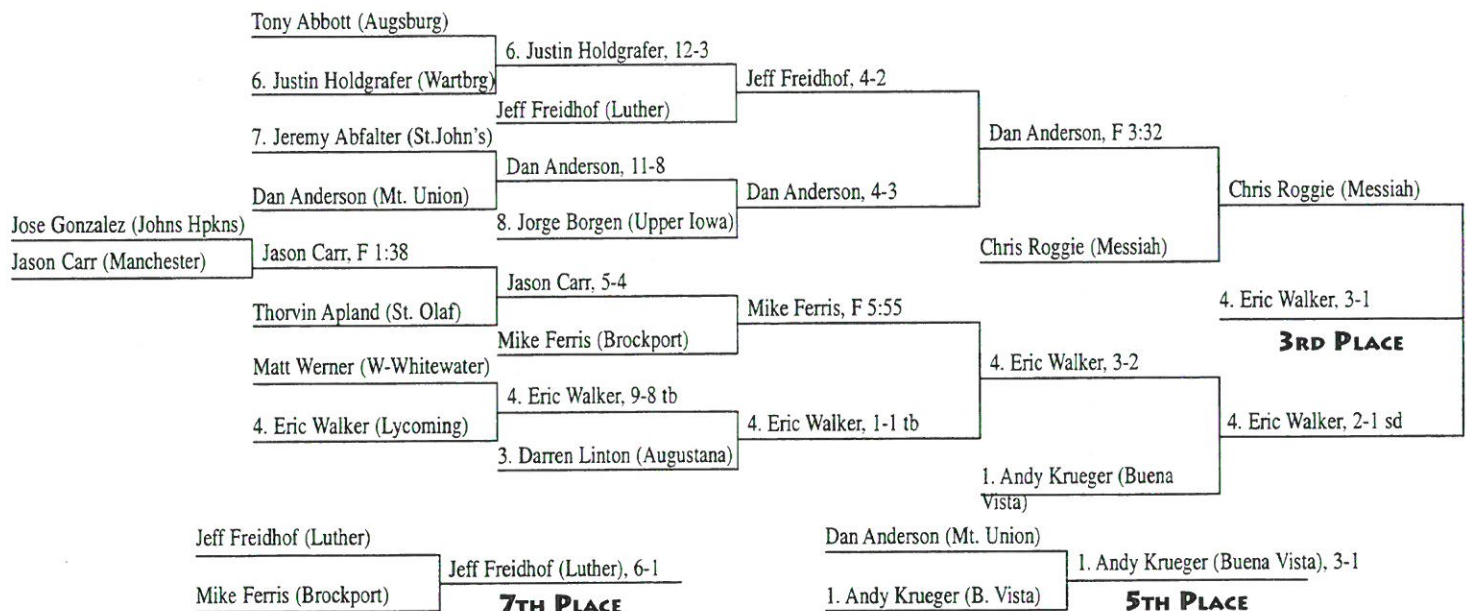 Tony Abbott (Augsburg)
6. Justin Holdgrafer, 12-3
6. Justin Holdgrafer (Wartbrg)
Jeff Freidhof, 4-2
Jeff Freidhof (Luther)
7. Jeremy Abfalter (St.John's)
Dan Anderson, F 3:32
Dan Anderson, 11-8
Dan Anderson (Mt. Union)
Dan Anderson, 4-3
Chris Roggie (Messiah)
8. Jorge Borgen (Upper Iowa)
Jose Gonzalez (Johns Hpkns)
Jason Carr, F 1:38
Chris Roggie (Messiah)
Jason Carr (Manchester)
Jason Carr, 5-4
Thorvin Apland (St. Olaf)
Mike Ferris, F 5:55
4. Eric Walker, 3-1
Mike Ferris (Brockport)
3RD PLACE
Matt Werner (W-Whitewater)
4. Eric Walker, 3-2
4. Eric Walker, 9-8 tb
4. Eric Walker (Lycoming)
4. Eric Walker, 1-1 tb
4. Eric Walker, 2-1 sd
3. Darren Linton (Augustana)
1. Andy Krueger (Buena
Vista)
Jeff Freidhof (Luther)
Jeff Freidhof (Luther), 6-1
Mike Ferris (Brockport)
7TH PLACE
Dan Anderson (Mt. Union)
1. Andy Krueger (Buena Vista), 3-1
1. Andy Krueger (B. Vista)
5TH PLACE